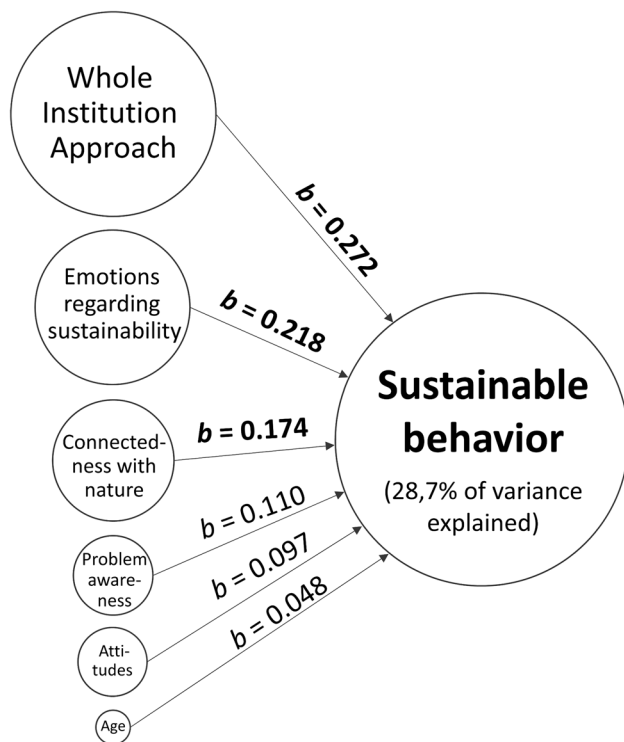 Whole
Institution
Approach
b = 0.272
Emotions
regarding
sustainability
b = 0.218
Connected-
ness with
nature
b = 0.174
Problem
aware-
ness
b = 0.110
Atti-
tudes
b = 0.097
Age
b = 0.048
Sustainable
behavior
(28,7% of variance
explained)